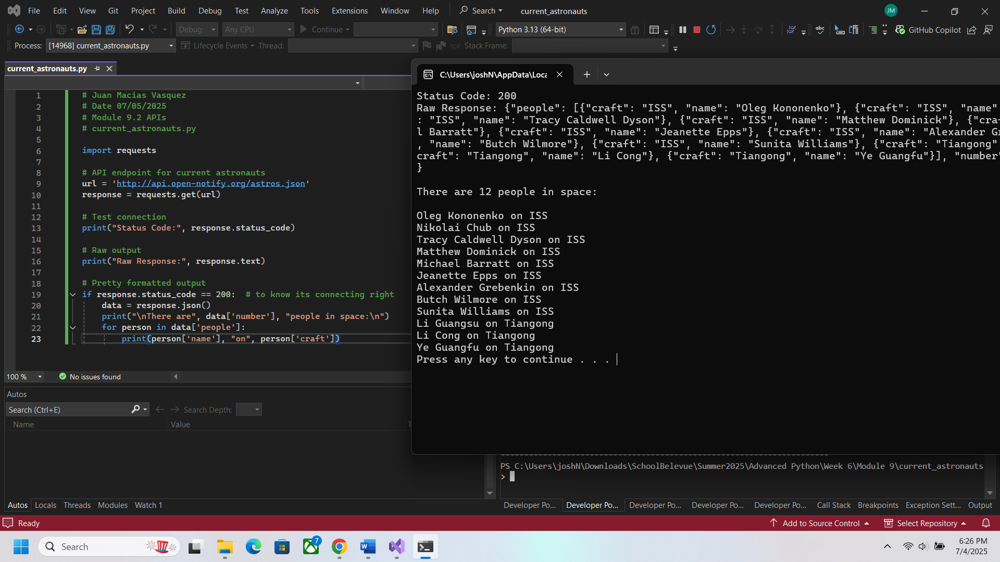 File Edit View Git Project Build Debug Test Analyze Tools Extensions Window Help Search current_astronauts JM
Debug Any CPU Continue Python 3.13 (64-bit) abc GitHub Copilot
Process: [14968] current_astronauts.py Lifecycle Events Thread: Stack Frame:
current_astronauts.py
1 # Juan Macias Vasquez
2 # Date 07/05/2025
3 # Module 9.2 APIs
4 # current_astronauts.py
5
6 import requests
7
8 # API endpoint for current astronauts
9 url = 'http://api.open-notify.org/astros.json'
10 response = requests.get(url)
11
12 # Test connection
13 print("Status Code:", response.status_code)
14
15 # Raw output
16 print("Raw Response:", response.text)
17
18 # Pretty formatted output
19 if response.status_code == 200:  # to know its connecting right
20 data = response.json()
21 print("\nThere are", data['number'], "people in space:\n")
22 for person in data['people']:
23 print(person['name'], "on", person['craft'])
100 % No issues found
C:\Users\joshN\AppData\Loca
Status Code: 200
Raw Response: {"people": [{"craft": "ISS", "name": "Oleg Kononenko"}, {"craft": "ISS", "name"
: "ISS", "name": "Tracy Caldwell Dyson"}, {"craft": "ISS", "name": "Matthew Dominick"}, {"cra
l Barratt"}, {"craft": "ISS", "name": "Jeanette Epps"}, {"craft": "ISS", "name": "Alexander G
, "name": "Butch Wilmore"}, {"craft": "ISS", "name": "Sunita Williams"}, {"craft": "Tiangong"
craft": "Tiangong", "name": "Li Cong"}, {"craft": "Tiangong", "name": "Ye Guangfu"}], "number"
}
There are 12 people in space:
Oleg Kononenko on ISS
Nikolai Chub on ISS
Tracy Caldwell Dyson on ISS
Matthew Dominick on ISS
Michael Barratt on ISS
Jeanette Epps on ISS
Alexander Grebenkin on ISS
Butch Wilmore on ISS
Sunita Williams on ISS
Li Guangsu on Tiangong
Li Cong on Tiangong
Ye Guangfu on Tiangong
Press any key to continue . . .
Autos
Search (Ctrl+E) Search Depth:
Name Value T
PS C:\Users\joshN\Downloads\SchoolBelevue\Summer2025\Advanced Python\Week 6\Module 9\current_astronauts
>
Autos Locals Threads Modules Watch 1
Developer Po... Developer Po... Developer Po... Developer Po... Developer Po... Call Stack Breakpoints Exception Sett... Output
Ready Add to Source Control Select Repository
Search 7 6:26 PM
7/4/2025